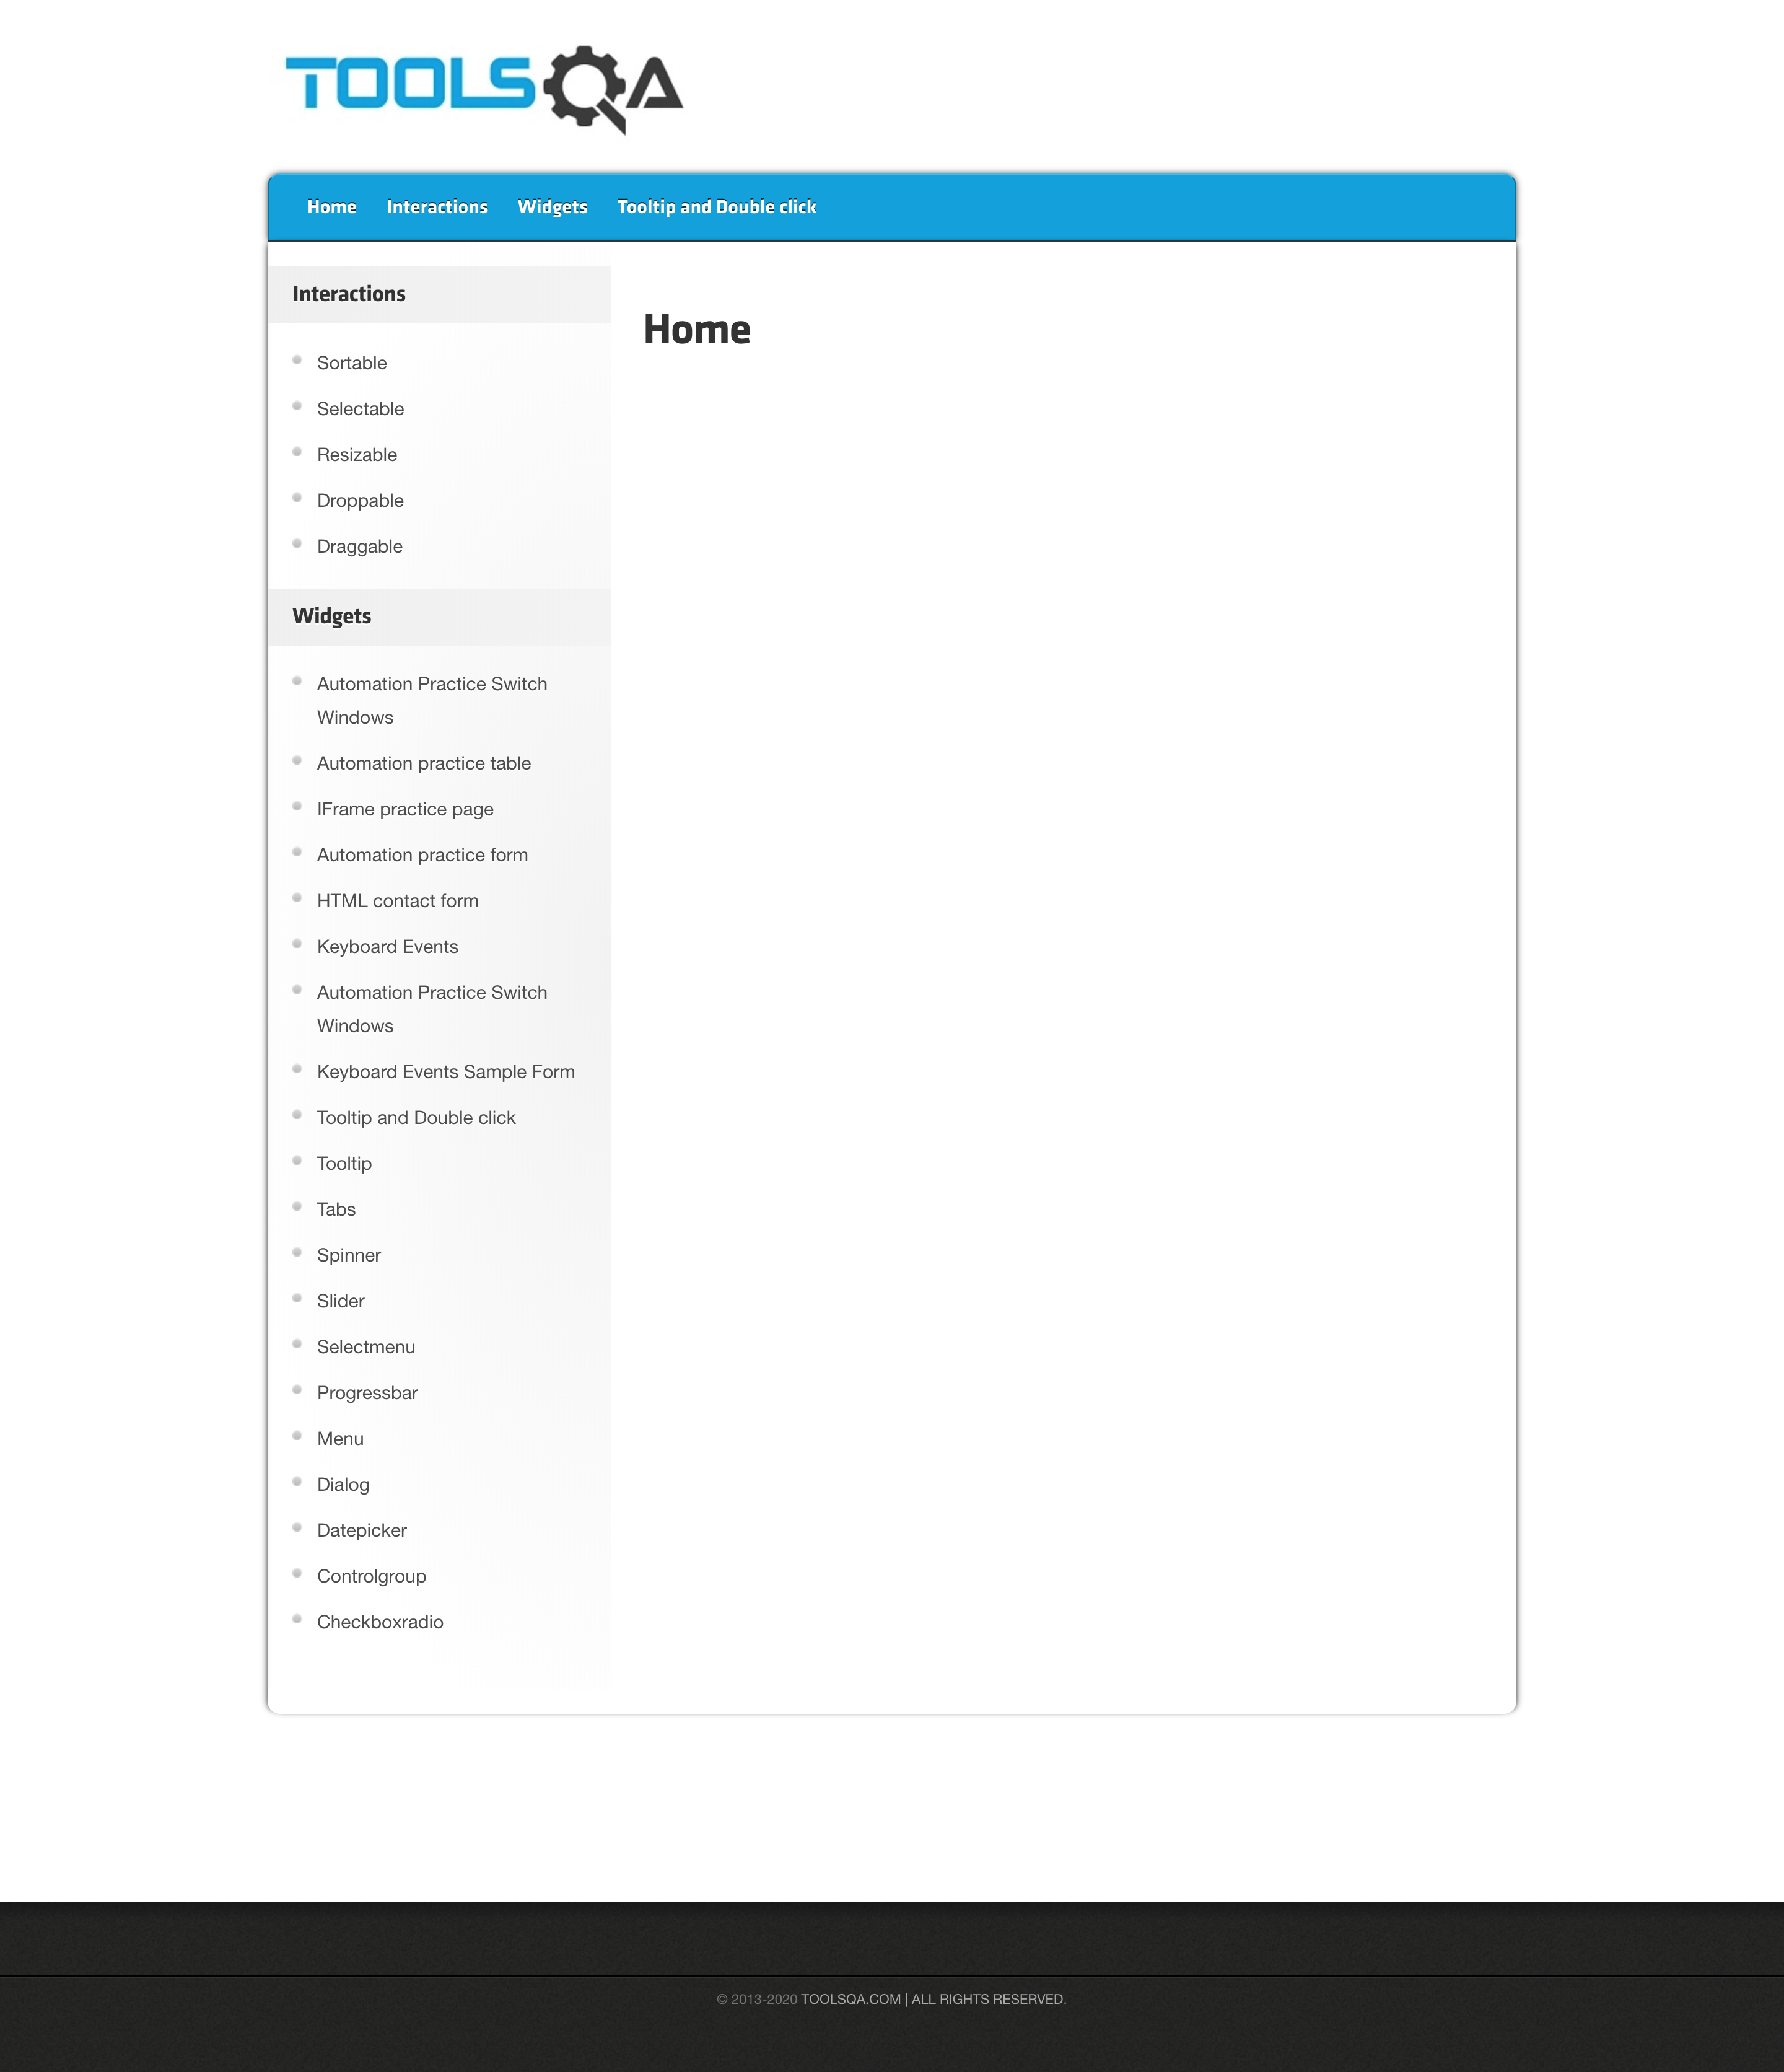 TOOLSQA
Home Interactions Widgets Tooltip and Double click
Interactions
Sortable
Selectable
Resizable
Droppable
Draggable
Widgets
Automation Practice Switch
Windows
Automation practice table
IFrame practice page
Automation practice form
HTML contact form
Keyboard Events
Automation Practice Switch
Windows
Keyboard Events Sample Form
Tooltip and Double click
Tooltip
Tabs
Spinner
Slider
Selectmenu
Progressbar
Menu
Dialog
Datepicker
Controlgroup
Checkboxradio
Home
© 2013-2020 TOOLSQA.COM | ALL RIGHTS RESERVED.